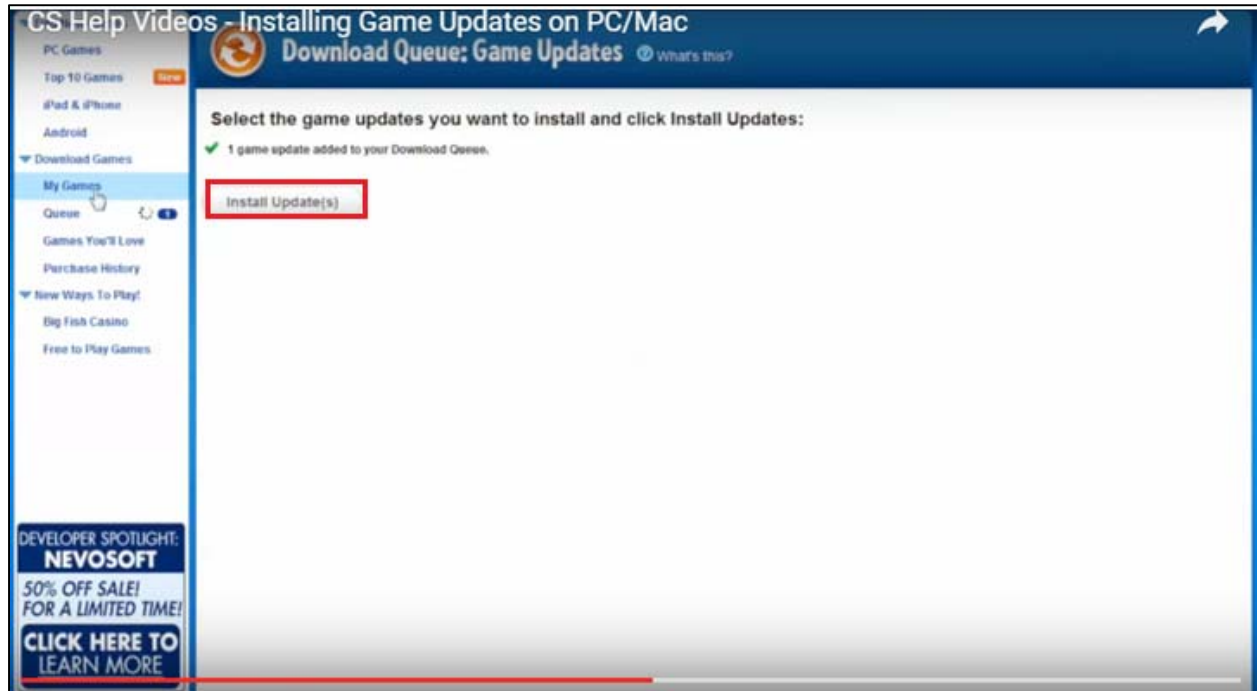 CS Help Videos - Installing Game Updates on PC/Mac
PC Games
Top 10 Games New
iPad & iPhone
Android
Download Games
My Games
Queue 1
Games You'll Love
Purchase History
New Ways To Play!
Big Fish Casino
Free to Play Games
DEVELOPER SPOTLIGHT:
NEVOSOFT
50% OFF SALE!
FOR A LIMITED TIME!
CLICK HERE TO
LEARN MORE
Download Queue: Game Updates What's this?
Select the game updates you want to install and click Install Updates:
1 game update added to your Download Queue.
Install Update(s)